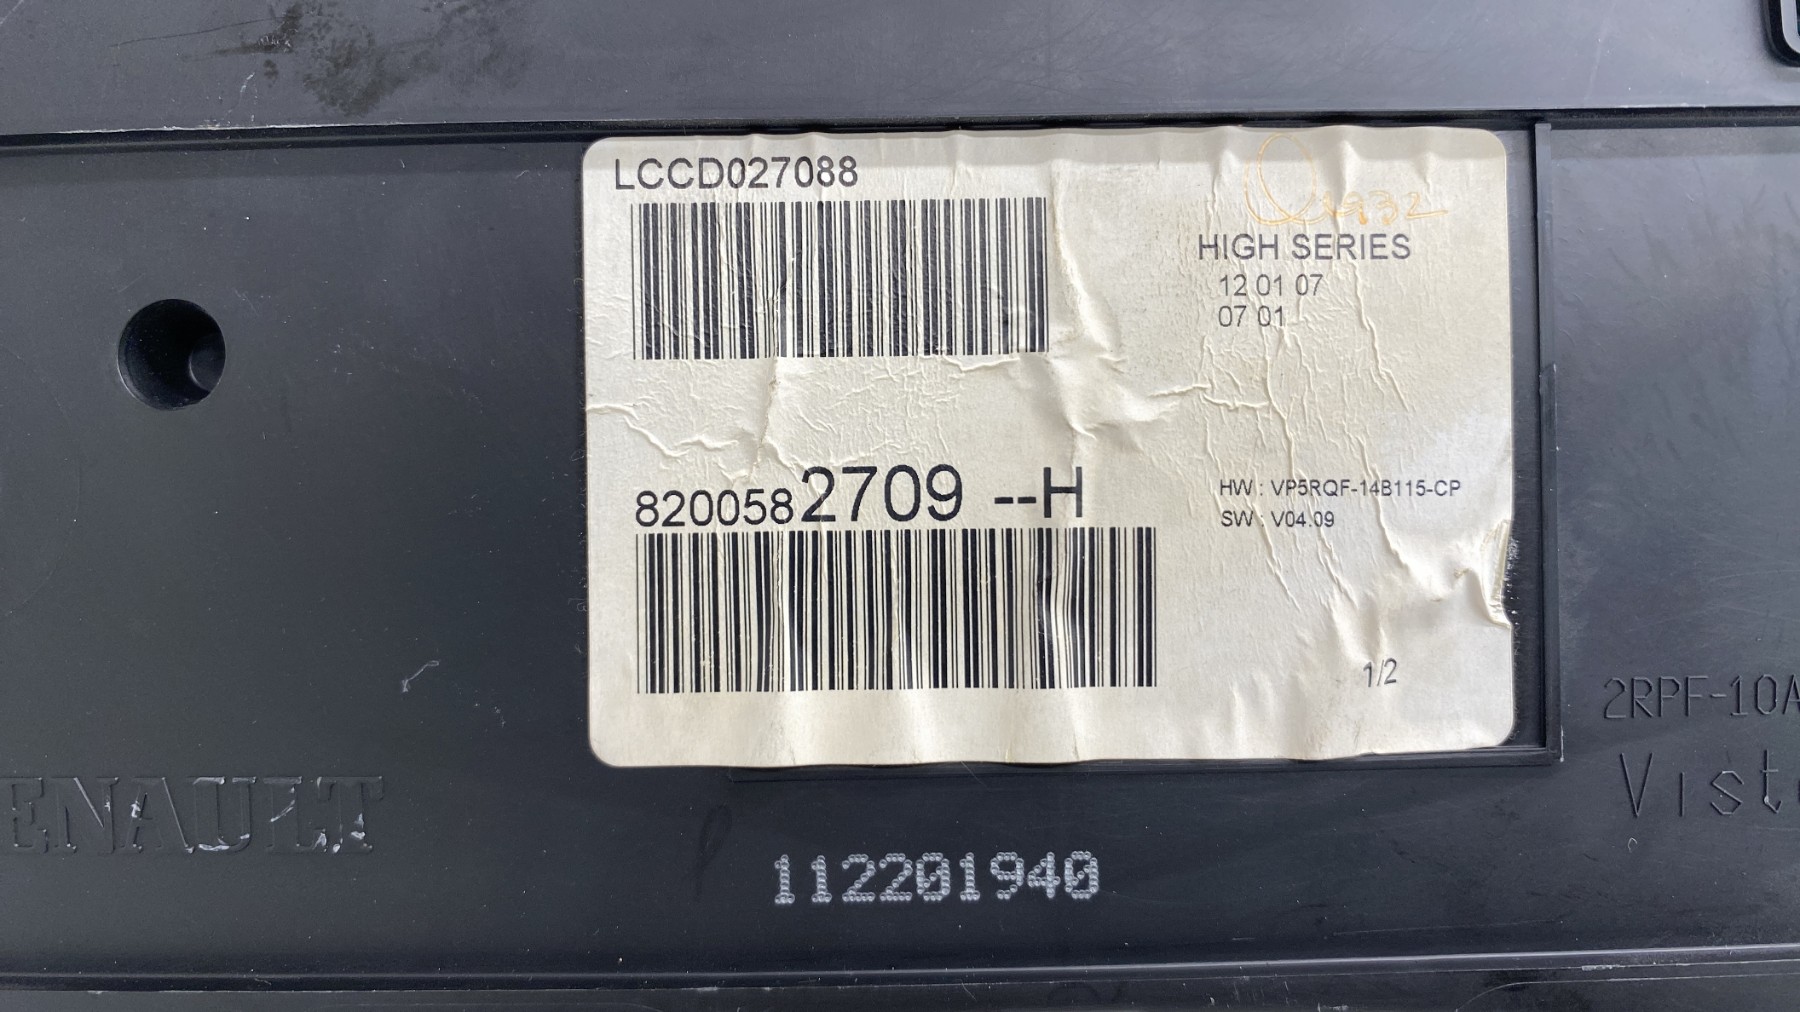 LCCD027088
HIGH SERIES
12 01 07
07 01
8200582709 --H
HW : VP5RQF-14B115-CP
SW : V04.09
1/2
2RPF-10A
Viste
ENAULT
112201940